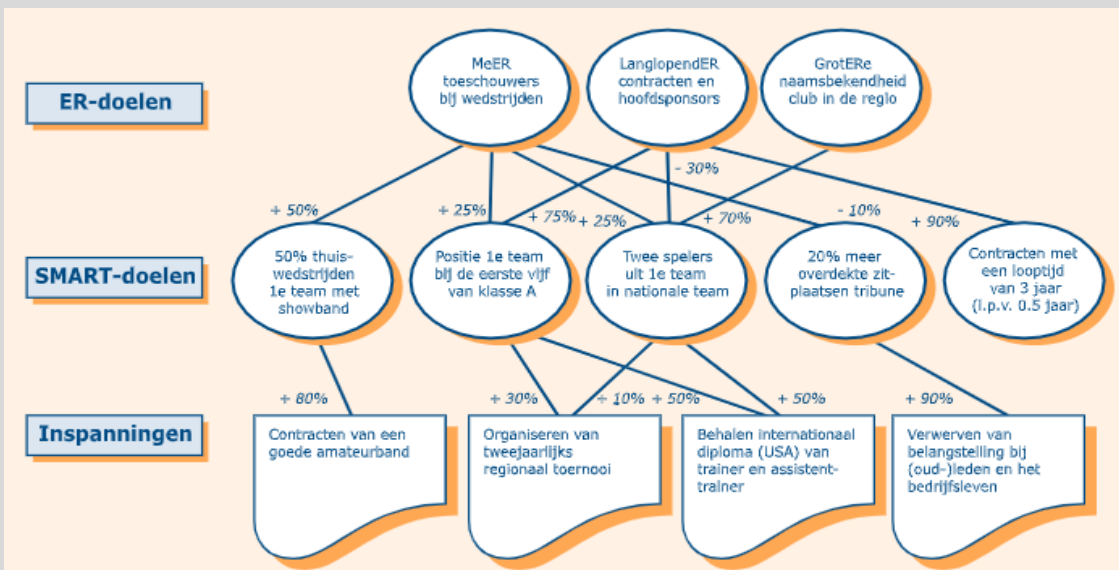 ER-doelen
MeER
toeschouwers
bij wedstrijden
LanglopendER
contracten en
hoofdsponsors
GrotERe
naamsbekendheid
club in de regio
+ 50%
+ 25%
+ 75%
+ 25%
- 30%
+ 70%
- 10%
+ 90%
SMART-doelen
50% thuis-
wedstrijden
1e team met
showband
Positie 1e team
bij de eerste vijf
van klasse A
Twee spelers
uit 1e team
in nationale team
20% meer
overdekte zit-
plaatsen tribune
Contracten met
een looptijd
van 3 jaar
(i.p.v. 0.5 jaar)
+ 80%
+ 30%
+ 10%
+ 50%
+ 50%
+ 90%
Inspanningen
Contracten van een
goede amateurband
Organiseren van
tweejaarlijks
regionaal toernooi
Behalen internationaal
diploma (USA) van
trainer en assistent-
trainer
Verwerven van
belangstelling bij
(oud-)leden en het
bedrijfsleven